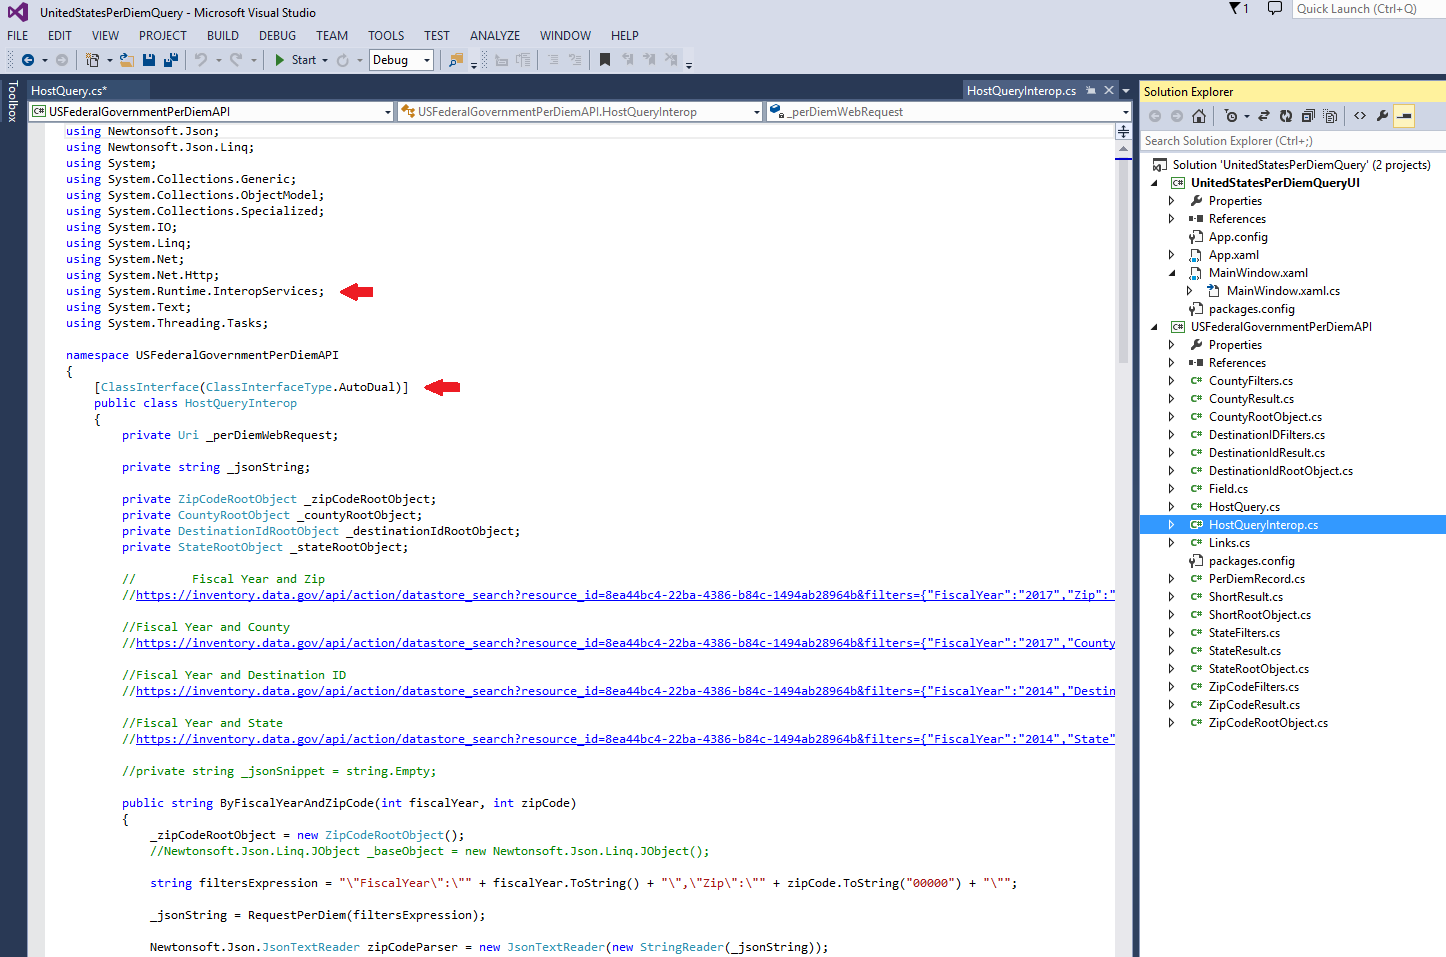 UnitedStatesPerDiemQuery - Microsoft Visual Studio
1
Quick Launch (Ctrl+Q)
FILE EDIT VIEW PROJECT BUILD DEBUG TEAM TOOLS TEST ANALYZE WINDOW HELP
Start Debug
Toolbox
HostQuery.cs*
HostQueryInterop.cs
USFederalGovernmentPerDiemAPI
USFederalGovernmentPerDiemAPI.HostQueryInterop
_perDiemWebRequest
using Newtonsoft.Json;
using Newtonsoft.Json.Linq;
using System;
using System.Collections.Generic;
using System.Collections.ObjectModel;
using System.Collections.Specialized;
using System.IO;
using System.Linq;
using System.Net;
using System.Net.Http;
using System.Runtime.InteropServices;
using System.Text;
using System.Threading.Tasks;
namespace USFederalGovernmentPerDiemAPI
{
[ClassInterface(ClassInterfaceType.AutoDual)]
public class HostQueryInterop
{
private Uri _perDiemWebRequest;
private string _jsonString;
private ZipCodeRootObject _zipCodeRootObject;
private CountyRootObject _countyRootObject;
private DestinationIdRootObject _destinationIdRootObject;
private StateRootObject _stateRootObject;
// Fiscal Year and Zip
//https://inventory.data.gov/api/action/datastore_search?resource_id=8ea44bc4-22ba-4386-b84c-1494ab28964b&filters={"FiscalYear":"2017","Zip":"
//Fiscal Year and County
//https://inventory.data.gov/api/action/datastore_search?resource_id=8ea44bc4-22ba-4386-b84c-1494ab28964b&filters={"FiscalYear":"2017","County
//Fiscal Year and Destination ID
//https://inventory.data.gov/api/action/datastore_search?resource_id=8ea44bc4-22ba-4386-b84c-1494ab28964b&filters={"FiscalYear":"2014","Destin
//Fiscal Year and State
//https://inventory.data.gov/api/action/datastore_search?resource_id=8ea44bc4-22ba-4386-b84c-1494ab28964b&filters={"FiscalYear":"2014","State"
//private string _jsonSnippet = string.Empty;
public string ByFiscalYearAndZipCode(int fiscalYear, int zipCode)
{
_zipCodeRootObject = new ZipCodeRootObject();
//Newtonsoft.Json.Linq.JObject _baseObject = new Newtonsoft.Json.Linq.JObject();
string filtersExpression = "\"FiscalYear\":\"" + fiscalYear.ToString() + "\",\"Zip\":\"" + zipCode.ToString("00000") + "\"";
_jsonString = RequestPerDiem(filtersExpression);
Newtonsoft.Json.JsonTextReader zipCodeParser = new JsonTextReader(new StringReader(_jsonString));
Solution Explorer
Search Solution Explorer (Ctrl+;)
Solution 'UnitedStatesPerDiemQuery' (2 projects)
UnitedStatesPerDiemQueryUI
Properties
References
App.config
App.xaml
MainWindow.xaml
MainWindow.xaml.cs
packages.config
USFederalGovernmentPerDiemAPI
Properties
References
CountyFilters.cs
CountyResult.cs
CountyRootObject.cs
DestinationIDFilters.cs
DestinationIdResult.cs
DestinationIdRootObject.cs
Field.cs
HostQuery.cs
HostQueryInterop.cs
Links.cs
packages.config
PerDiemRecord.cs
ShortResult.cs
ShortRootObject.cs
StateFilters.cs
StateResult.cs
StateRootObject.cs
ZipCodeFilters.cs
ZipCodeResult.cs
ZipCodeRootObject.cs